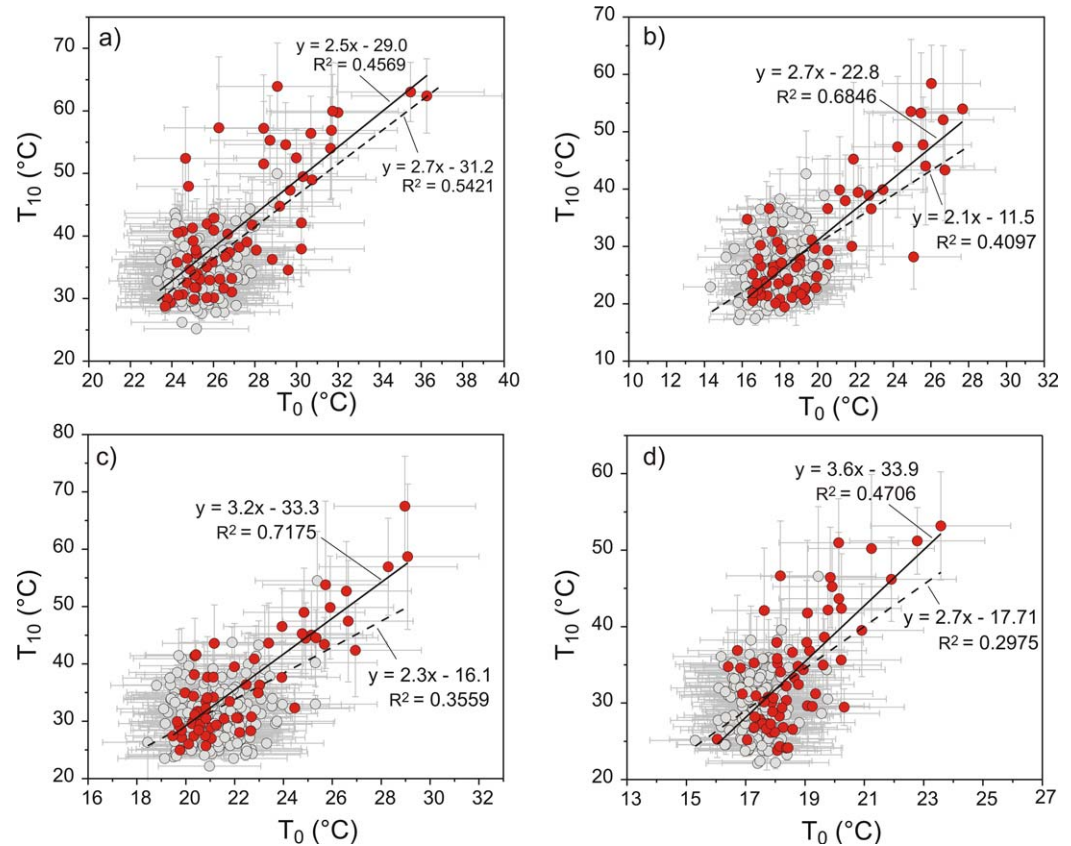 a)
y = 2.5x - 29.0
R² = 0.4569
y = 2.7x - 31.2
R² = 0.5421
T₁₀ (°C)
70
60
50
40
30
20
20 22 24 26 28 30 32 34 36 38 40
T₀ (°C)
b)
y = 2.7x - 22.8
R² = 0.6846
y = 2.1x - 11.5
R² = 0.4097
T₁₀ (°C)
70
60
50
40
30
20
10
10 12 14 16 18 20 22 24 26 28 30 32
T₀ (°C)
c)
y = 3.2x - 33.3
R² = 0.7175
y = 2.3x - 16.1
R² = 0.3559
T₁₀ (°C)
80
70
60
50
40
30
20
16 18 20 22 24 26 28 30 33
T₀ (°C)
d)
y = 3.6x - 33.9
R² = 0.4706
y = 2.7x - 17.71
R² = 0.2975
T₁₀ (°C)
60
50
40
30
20
13 15 17 19 21 23 25 27
T₀ (°C)